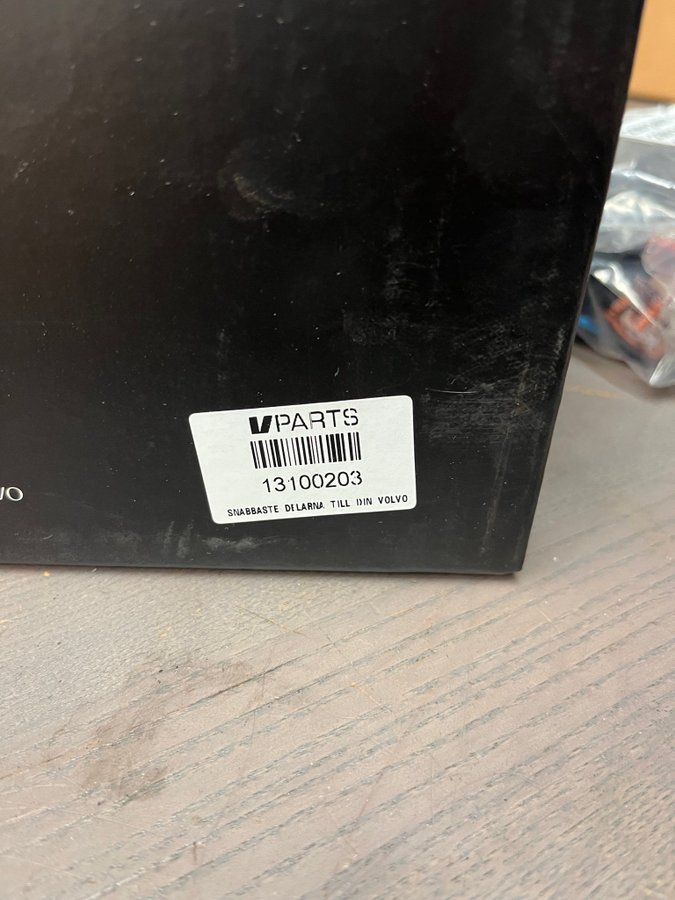 VPARTS
13100203
SNABBASTE DELARNA TILL DIN VOLVO